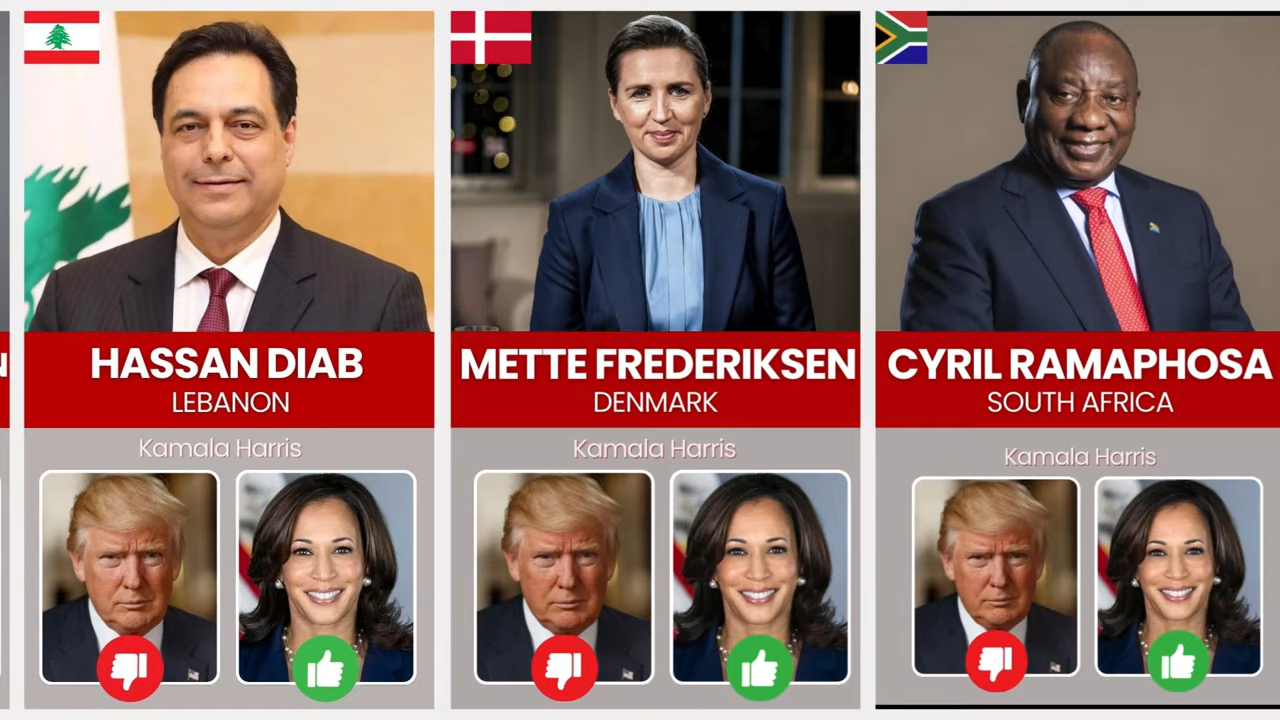 N
HASSAN DIAB
LEBANON
Kamala Harris
METTE FREDERIKSEN
DENMARK
Kamala Harris
CYRIL RAMAPHOSA
SOUTH AFRICA
Kamala Harris